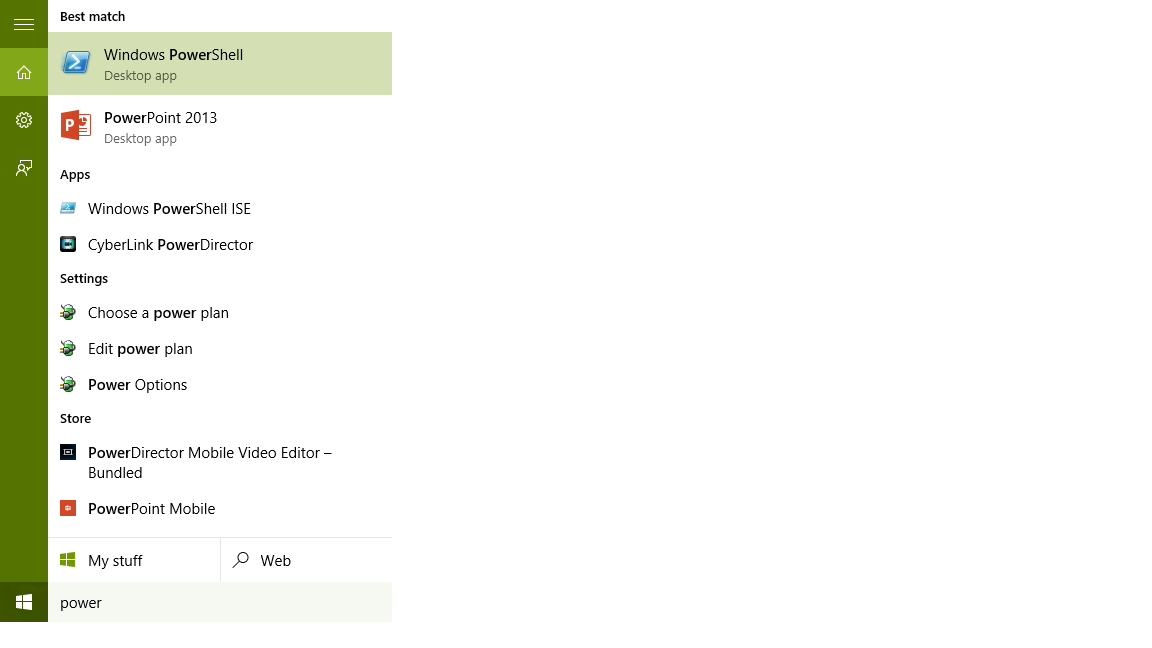 Best match
Windows PowerShell
Desktop app
PowerPoint 2013
Desktop app
Apps
Windows PowerShell ISE
CyberLink PowerDirector
Settings
Choose a power plan
Edit power plan
Power Options
Store
PowerDirector Mobile Video Editor –
Bundled
PowerPoint Mobile
My stuff
Web
power